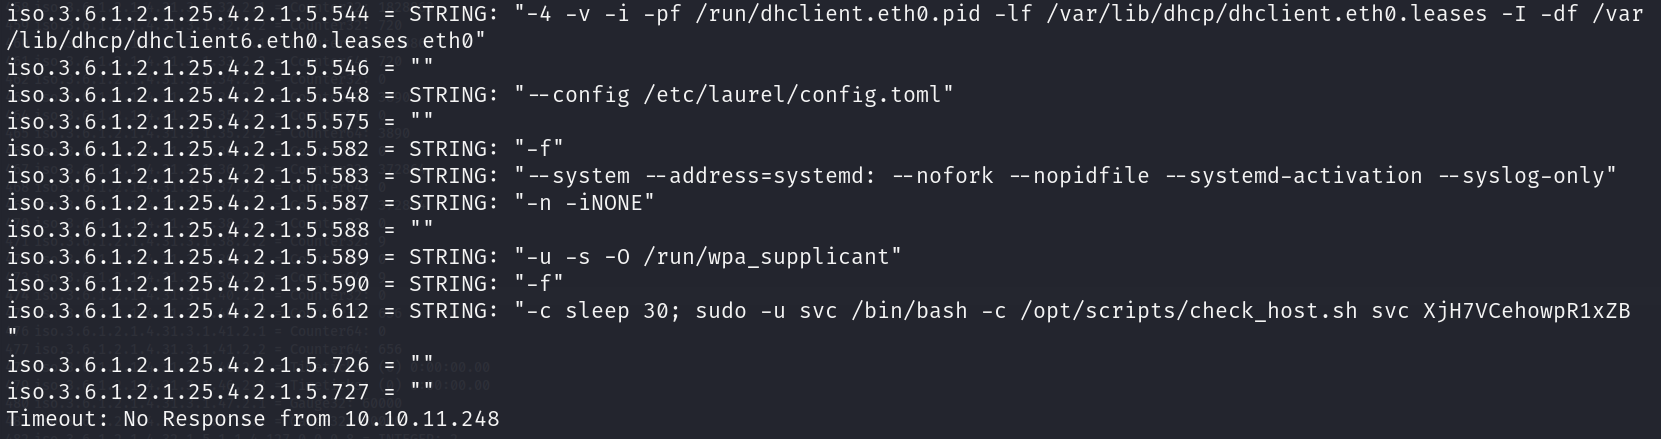 iso.3.6.1.2.1.25.4.2.1.5.544 = STRING: "-4 -v -i -pf /run/dhclient.eth0.pid -lf /var/lib/dhcp/dhclient.eth0.leases -I -df /var
/lib/dhcp/dhclient6.eth0.leases eth0"
iso.3.6.1.2.1.25.4.2.1.5.546 = ""
iso.3.6.1.2.1.25.4.2.1.5.548 = STRING: "--config /etc/laurel/config.toml"
iso.3.6.1.2.1.25.4.2.1.5.575 = ""
iso.3.6.1.2.1.25.4.2.1.5.582 = STRING: "-f"
iso.3.6.1.2.1.25.4.2.1.5.583 = STRING: "--system --address=systemd: --nofork --nopidfile --systemd-activation --syslog-only"
iso.3.6.1.2.1.25.4.2.1.5.587 = STRING: "-n -iNONE"
iso.3.6.1.2.1.25.4.2.1.5.588 = ""
iso.3.6.1.2.1.25.4.2.1.5.589 = STRING: "-u -s -O /run/wpa_supplicant"
iso.3.6.1.2.1.25.4.2.1.5.590 = STRING: "-f"
iso.3.6.1.2.1.25.4.2.1.5.612 = STRING: "-c sleep 30; sudo -u svc /bin/bash -c /opt/scripts/check_host.sh svc XjH7VCehowpR1xZB
"
iso.3.6.1.2.1.25.4.2.1.5.726 = ""
iso.3.6.1.2.1.25.4.2.1.5.727 = ""
Timeout: No Response from 10.10.11.248